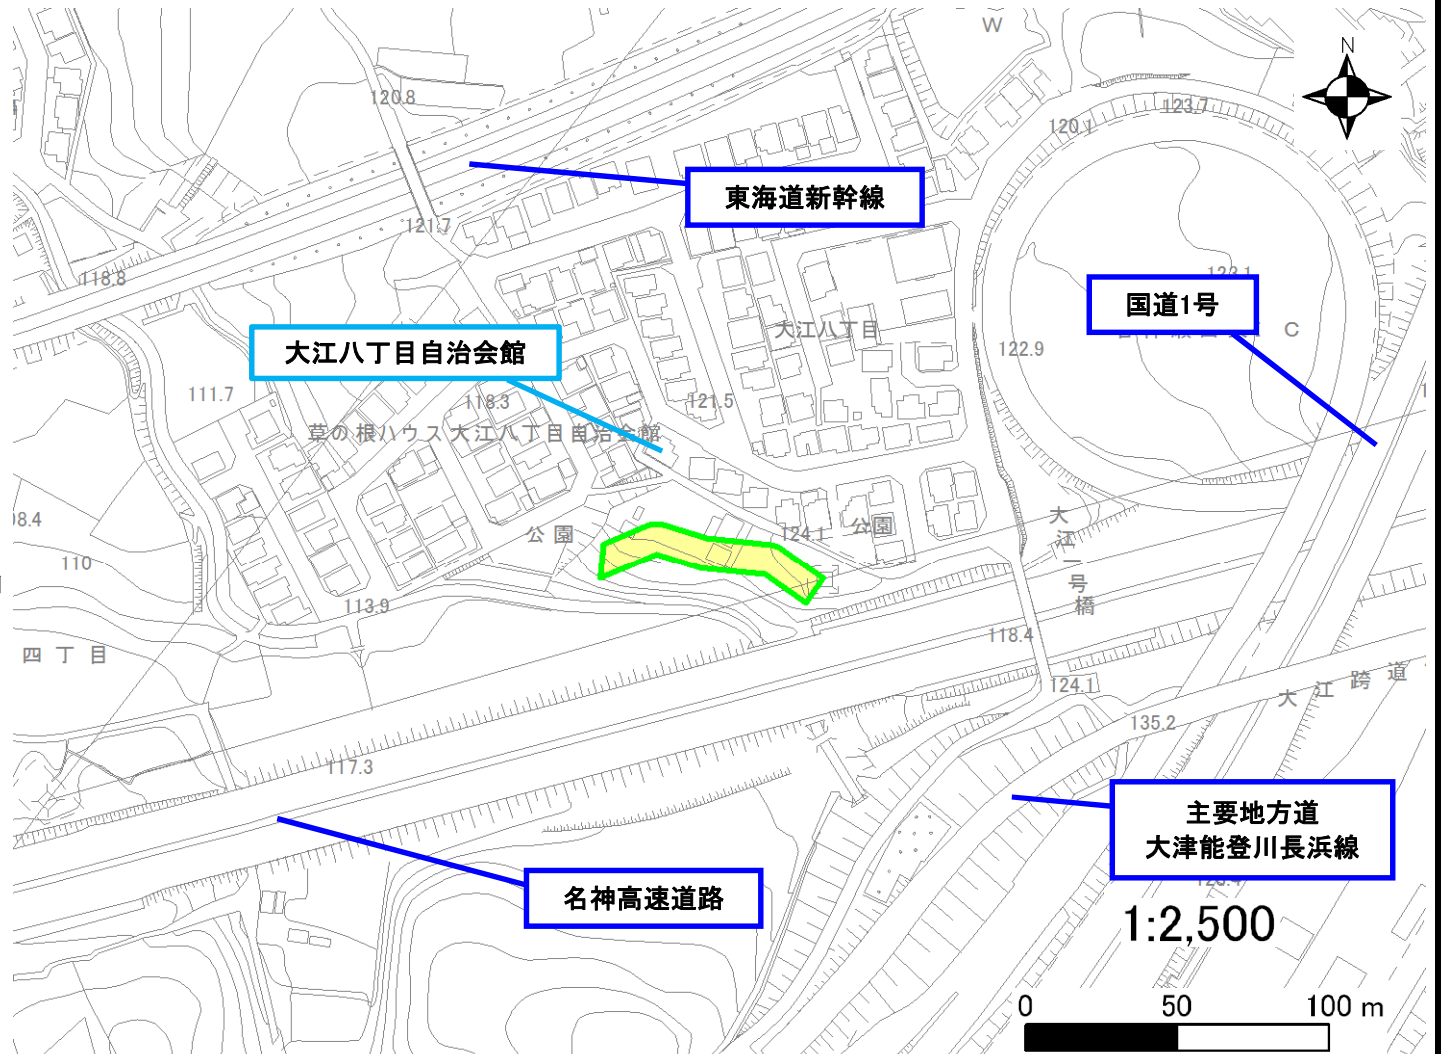 W
N
120.8
123.7
120.1
東海道新幹線
121.7
118.8
123.1
国道1号
大江八丁目
C
大江八丁目自治会館
122.9
111.7
118.3
121.5
草の根ハウス大江八丁目自治会館
公園
124.1
公園
大江一号橋
110
113.9
118.4
四丁目
124.1
大江跨道
135.2
117.3
主要地方道
大津能登川長浜線
名神高速道路
1:2,500
0 50 100 m